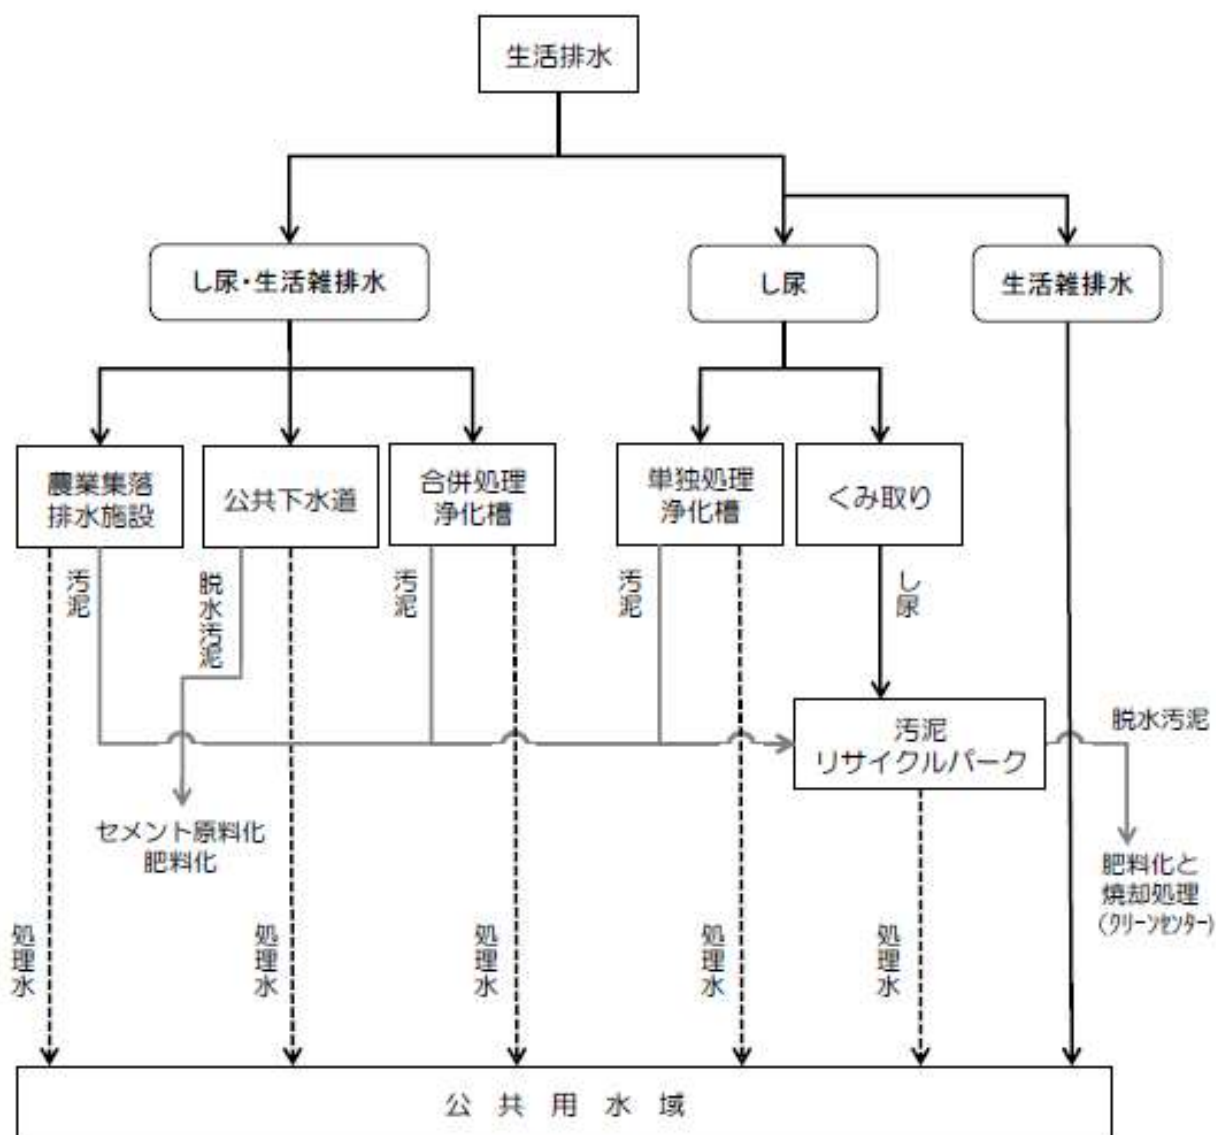 生活排水
し尿・生活雑排水
し尿
生活雑排水
農業集落
排水施設
公共下水道
合併処理
浄化槽
単独処理
浄化槽
くみ取り
汚泥
脱水汚泥
汚泥
汚泥
し尿
汚泥
リサイクルパーク
脱水汚泥
セメント原料化
肥料化
肥料化と
焼却処理
(ｸﾘｰﾝｾﾝﾀｰ)
処理水
処理水
処理水
処理水
処理水
公共用水域